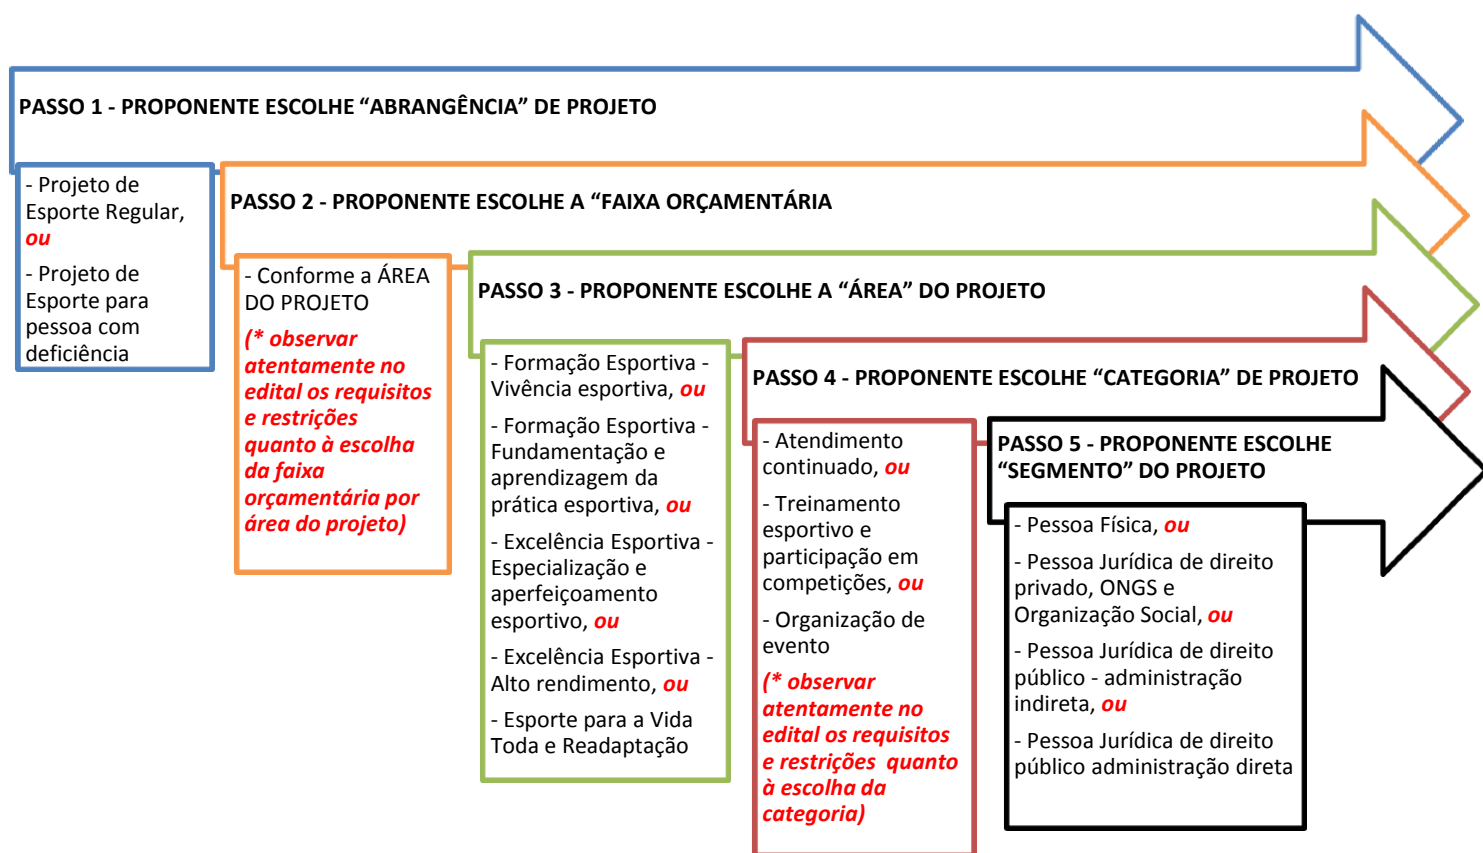 PASSO 1 - PROPONENTE ESCOLHE “ABRANGÊNCIA” DE PROJETO
- Projeto de
Esporte Regular,
ou
- Projeto de
Esporte para
pessoa com
deficiência
PASSO 2 - PROPONENTE ESCOLHE A “FAIXA ORÇAMENTÁRIA
- Conforme a ÁREA
DO PROJETO
(* observar
atentamente no
edital os requisitos
e restrições
quanto à escolha
da faixa
orçamentária por
área do projeto)
PASSO 3 - PROPONENTE ESCOLHE A “ÁREA” DO PROJETO
- Formação Esportiva -
Vivência esportiva, ou
- Formação Esportiva -
Fundamentação e
aprendizagem da
prática esportiva, ou
- Excelência Esportiva -
Especialização e
aperfeiçoamento
esportivo, ou
- Excelência Esportiva -
Alto rendimento, ou
- Esporte para a Vida
Toda e Readaptação
PASSO 4 - PROPONENTE ESCOLHE “CATEGORIA” DE PROJETO
- Atendimento
continuado, ou
- Treinamento
esportivo e
participação em
competições, ou
- Organização de
evento
(* observar
atentamente no
edital os requisitos
e restrições quanto
à escolha da
categoria)
PASSO 5 - PROPONENTE ESCOLHE
“SEGMENTO” DO PROJETO
- Pessoa Física, ou
- Pessoa Jurídica de direito
privado, ONGS e
Organização Social, ou
- Pessoa Jurídica de direito
público - administração
indireta, ou
- Pessoa Jurídica de direito
público administração direta